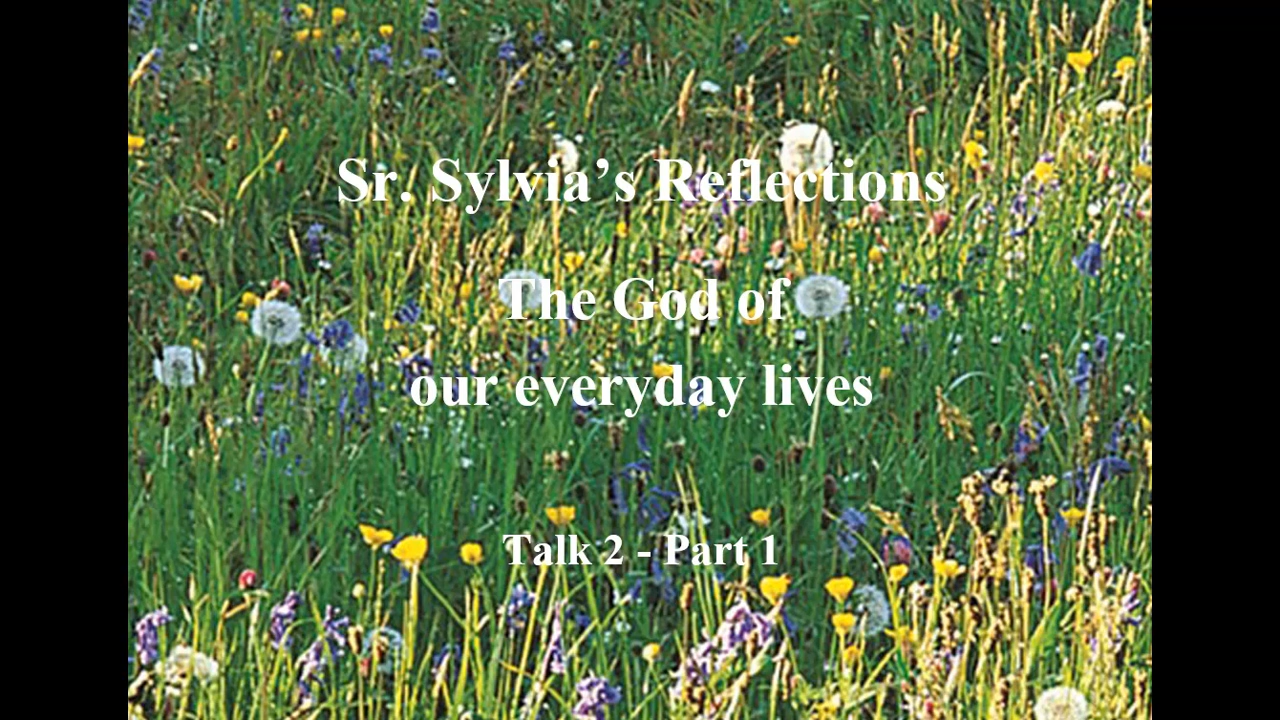 Sr. Sylvia’s Reflections
The God of
our everyday lives
Talk 2 - Part 1